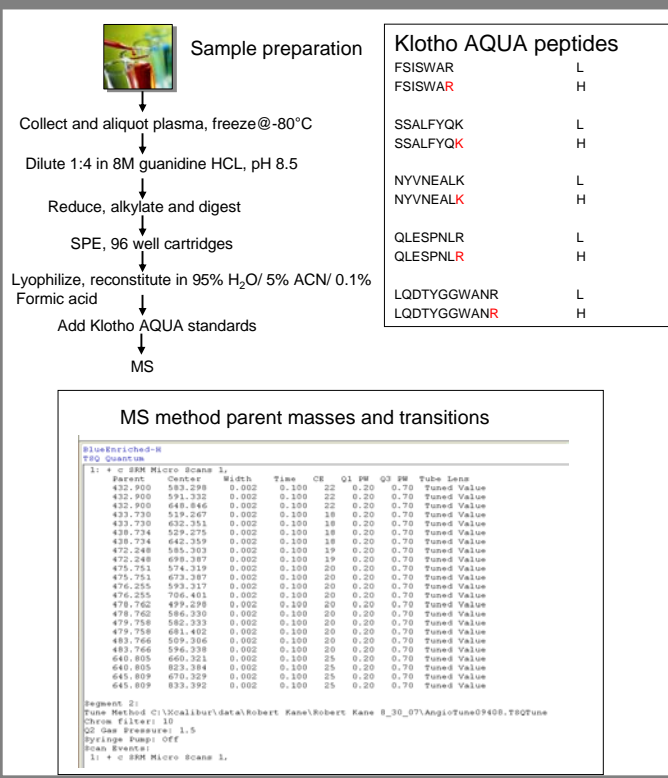 Sample preparation
Collect and aliquot plasma, freeze@-80°C
Dilute 1:4 in 8M guanidine HCL, pH 8.5
Reduce, alkylate and digest
SPE, 96 well cartridges
Lyophilize, reconstitute in 95% H2O/ 5% ACN/ 0.1%
Formic acid
Add Klotho AQUA standards
MS
Klotho AQUA peptides
FSISWAR L
FSISWAR H
SSALFYQK L
SSALFYQK H
NYVNEALK L
NYVNEALK H
QLESPNLR L
QLESPNLR H
LQDTYGGWANR L
LQDTYGGWANR H
MS method parent masses and transitions
BlueEnriched-H
TSQ Quantum
1: + c SRM Micro Scans 1,
Parent Center Width Time CE Q1 PW Q3 PW Tube Lens
432.900 583.298 0.002 0.100 22 0.20 0.70 Tuned Value
432.900 591.332 0.002 0.100 22 0.20 0.70 Tuned Value
432.900 648.846 0.002 0.100 22 0.20 0.70 Tuned Value
433.730 519.267 0.002 0.100 18 0.20 0.70 Tuned Value
433.730 632.351 0.002 0.100 18 0.20 0.70 Tuned Value
438.734 529.275 0.002 0.100 18 0.20 0.70 Tuned Value
438.734 642.359 0.002 0.100 18 0.20 0.70 Tuned Value
472.248 585.303 0.002 0.100 19 0.20 0.70 Tuned Value
472.248 698.387 0.002 0.100 19 0.20 0.70 Tuned Value
475.751 574.319 0.002 0.100 20 0.20 0.70 Tuned Value
475.751 673.387 0.002 0.100 20 0.20 0.70 Tuned Value
476.255 593.317 0.002 0.100 20 0.20 0.70 Tuned Value
476.255 706.401 0.002 0.100 20 0.20 0.70 Tuned Value
478.762 499.298 0.002 0.100 20 0.20 0.70 Tuned Value
478.762 586.330 0.002 0.100 20 0.20 0.70 Tuned Value
479.758 582.333 0.002 0.100 20 0.20 0.70 Tuned Value
479.758 681.402 0.002 0.100 20 0.20 0.70 Tuned Value
483.766 509.306 0.002 0.100 20 0.20 0.70 Tuned Value
483.766 596.338 0.002 0.100 20 0.20 0.70 Tuned Value
640.805 660.321 0.002 0.100 25 0.20 0.70 Tuned Value
640.805 823.384 0.002 0.100 25 0.20 0.70 Tuned Value
645.809 670.329 0.002 0.100 25 0.20 0.70 Tuned Value
645.809 833.392 0.002 0.100 25 0.20 0.70 Tuned Value
Segment 2:
Tune Method C:\Xcalibur\data\Robert Kane\Robert Kane 8_30_07\AngioTune09408.TSQTune
Chrom filter: 10
Q2 Gas Pressure: 1.5
Syringe Pump: Off
Scan Events:
1: + c SRM Micro Scans 1,